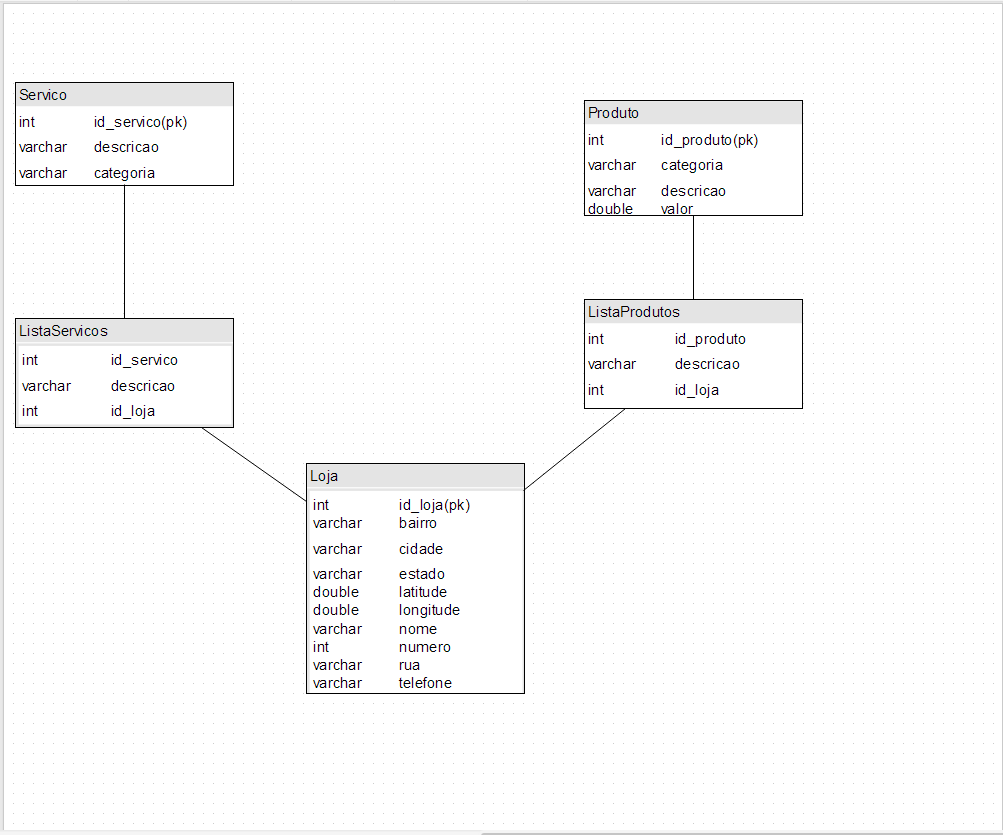 Servico
int id_servico(pk)
varchar descricao
varchar categoria
Produto
int id_produto(pk)
varchar categoria
varchar descricao
double valor
ListaServicos
int id_servico
varchar descricao
int id_loja
ListaProdutos
int id_produto
varchar descricao
int id_loja
Loja
int id_loja(pk)
varchar bairro
varchar cidade
varchar estado
double latitude
double longitude
varchar nome
int numero
varchar rua
varchar telefone